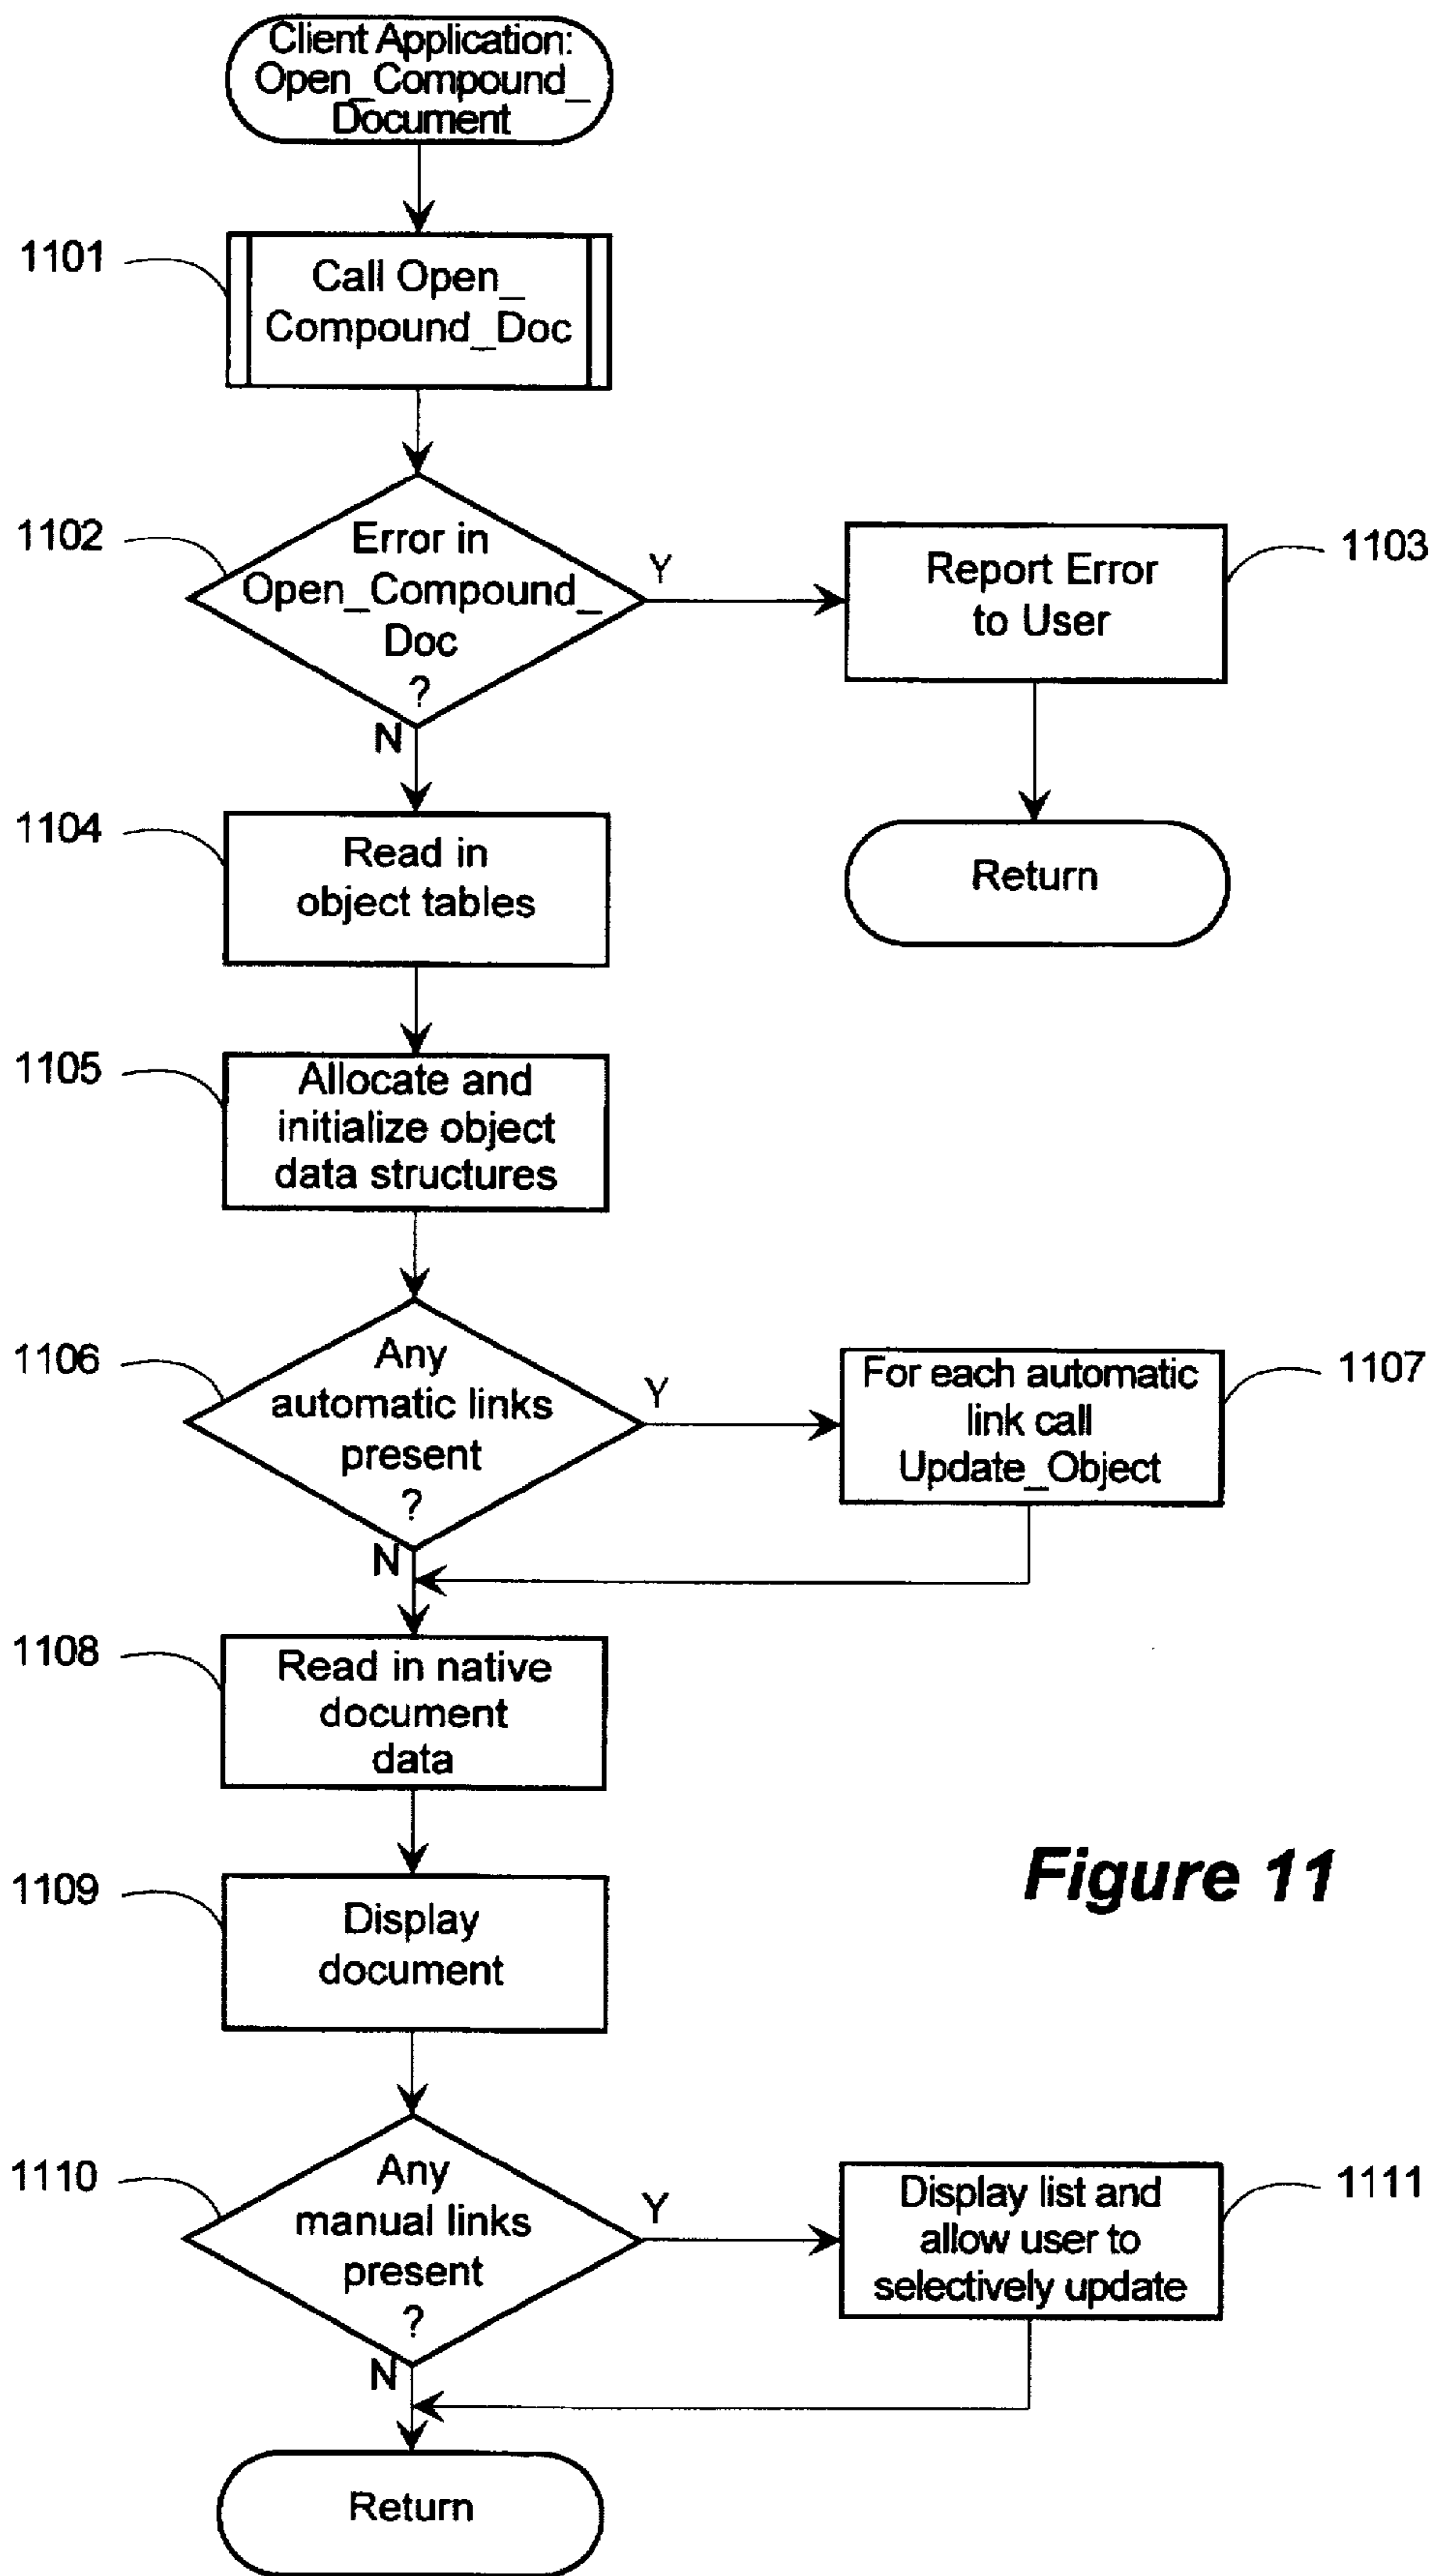 Client Application:
Open_Compound_
Document
1101
Call Open_
Compound_Doc
1102
Error in
Open_Compound_
Doc
?
Y
N
Report Error
to User
1103
Return
1104
Read in
object tables
1105
Allocate and
initialize object
data structures
1106
Any
automatic links
present
?
Y
N
For each automatic
link call
Update_Object
1107
1108
Read in native
document
data
Figure 11
1109
Display
document
1110
Any
manual links
present
?
Y
N
Display list and
allow user to
selectively update
1111
Return